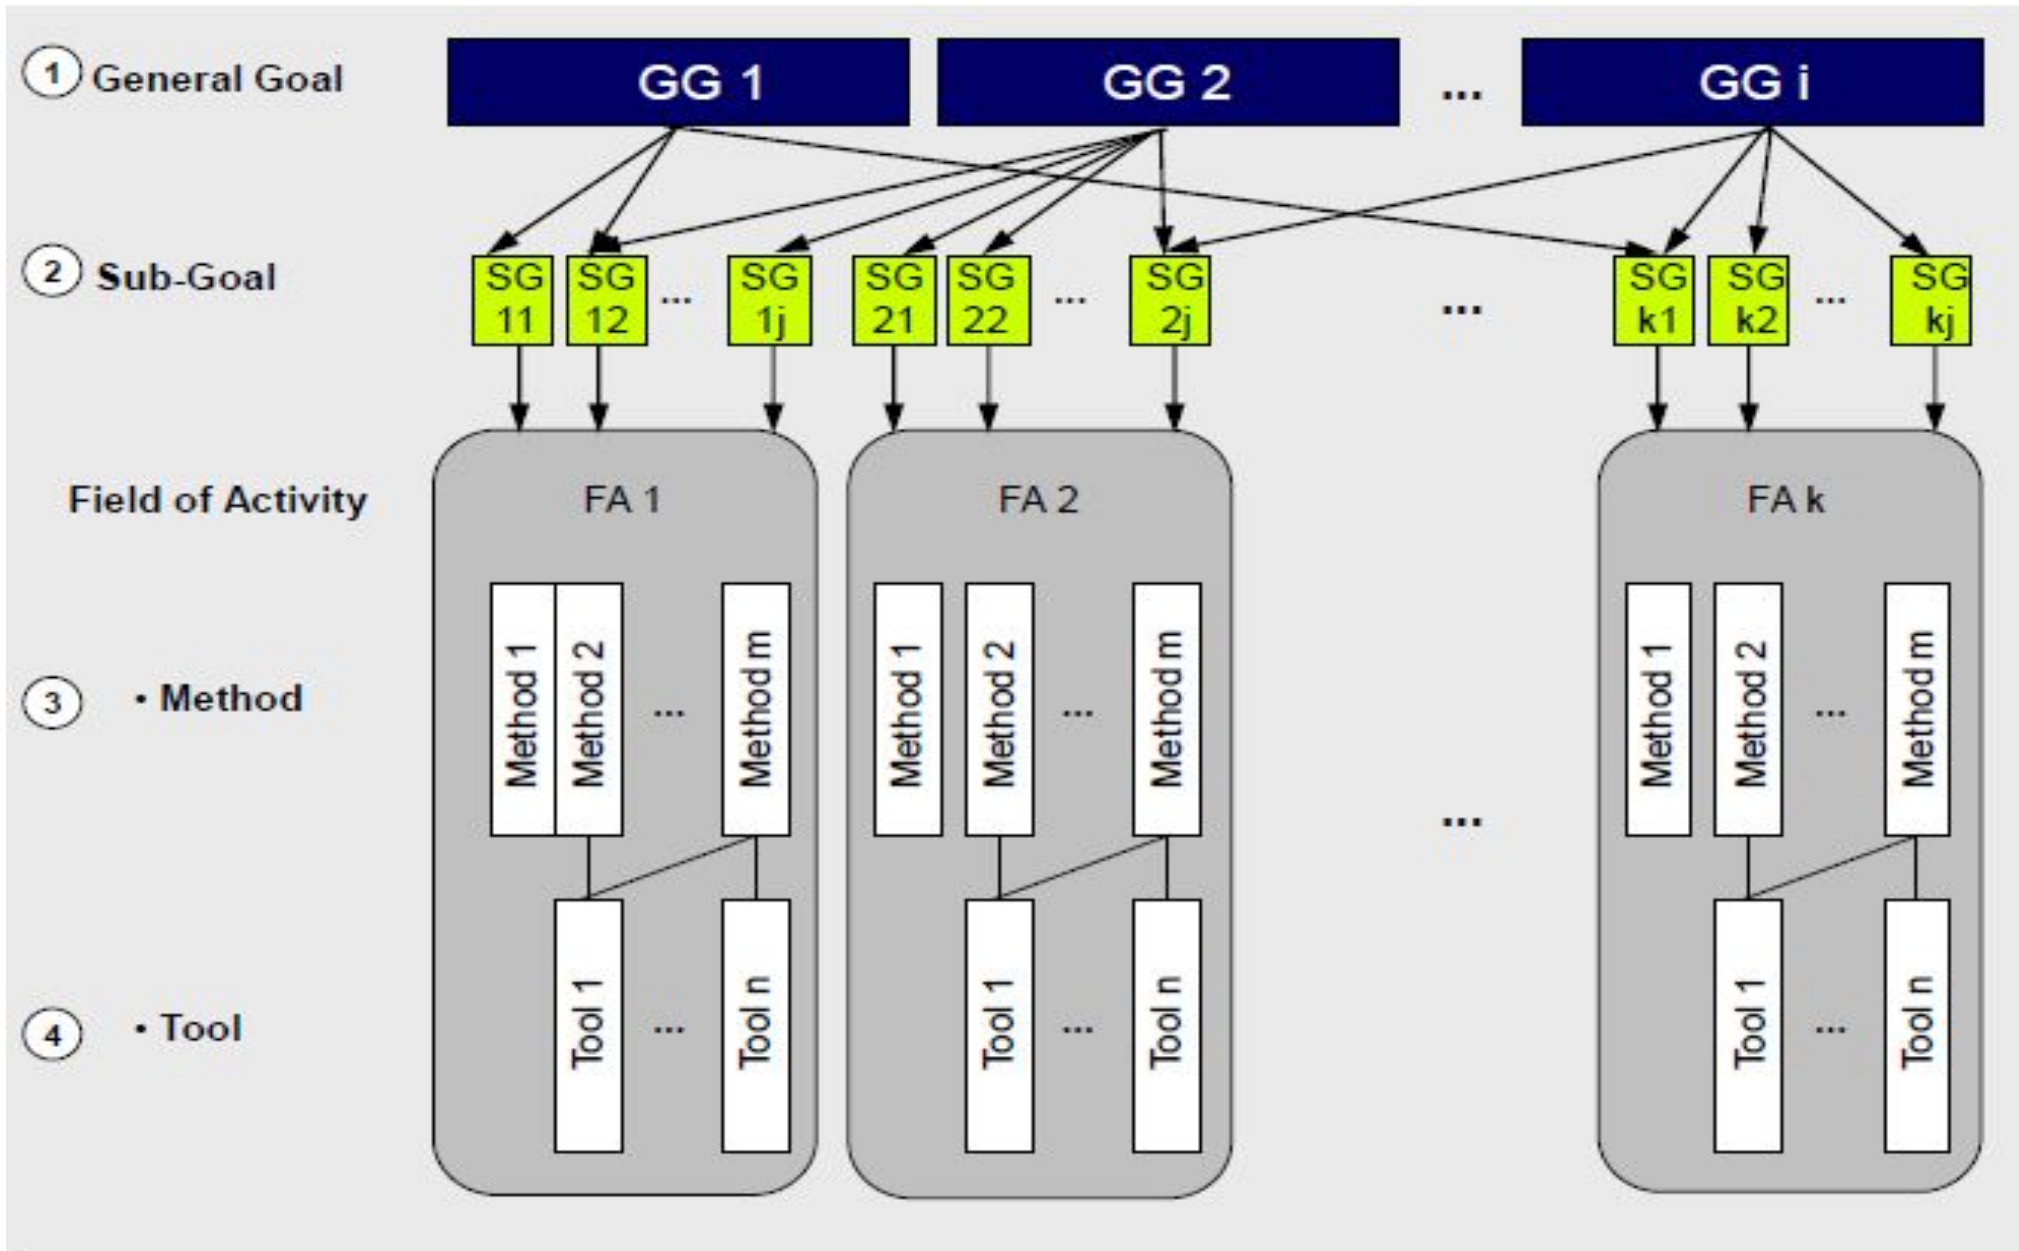 1 General Goal GG 1 GG 2 ... GG i
2 Sub-Goal
SG 11 SG 12 ... SG 1j SG 21 SG 22 ... SG 2j ... SG k1 SG k2 ... SG kj
Field of Activity FA 1 FA 2 FA k
3 • Method
Method 1 Method 2 ... Method m Method 1 Method 2 ... Method m ... Method 1 Method 2 ... Method m
4 • Tool
Tool 1 ... Tool n Tool 1 ... Tool n Tool 1 ... Tool n